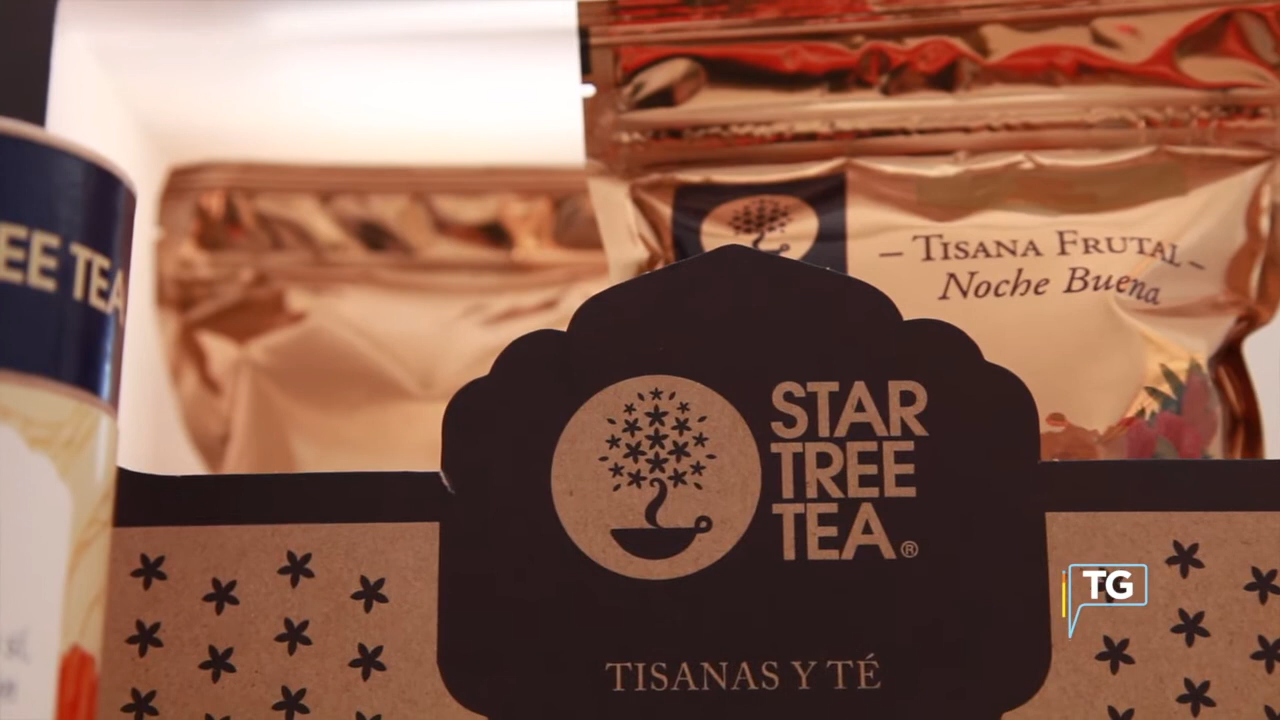 – TISANA FRUTAL –
Noche Buena
EE TEA
STAR
TREE
TEA®
TG
TISANAS Y TÉ